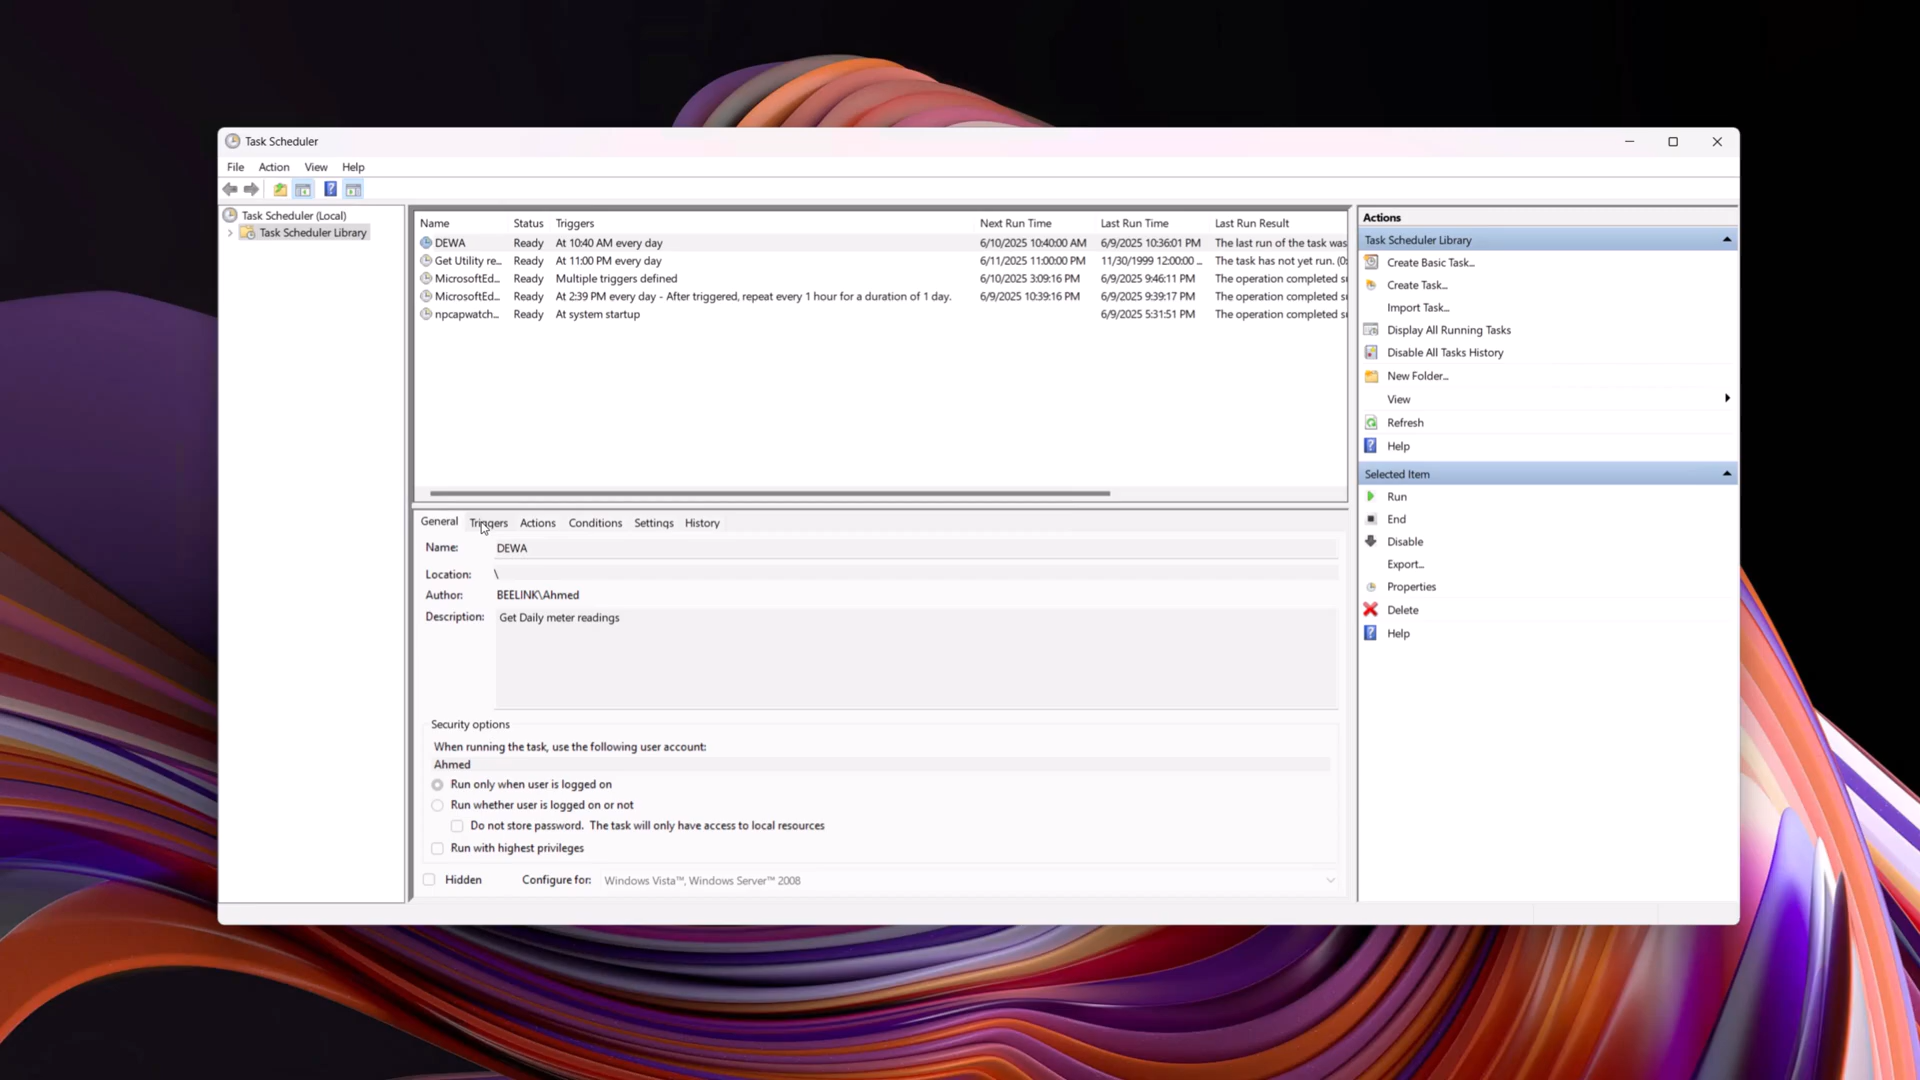 Task Scheduler
File Action View Help
Task Scheduler (Local)
Task Scheduler Library
Name Status Triggers Next Run Time Last Run Time Last Run Result
DEWA Ready At 10:40 AM every day 6/10/2025 10:40:00 AM 6/9/2025 10:36:01 PM The last run of the task was
Get Utility re... Ready At 11:00 PM every day 6/11/2025 11:00:00 PM 11/30/1999 12:00:00 ... The task has not yet run. (0:
MicrosoftEd... Ready Multiple triggers defined 6/10/2025 3:09:16 PM 6/9/2025 9:46:11 PM The operation completed s
MicrosoftEd... Ready At 2:39 PM every day - After triggered, repeat every 1 hour for a duration of 1 day. 6/9/2025 10:39:16 PM 6/9/2025 9:39:17 PM The operation completed s
npcapwatch... Ready At system startup 6/9/2025 5:31:51 PM The operation completed s
General Triggers Actions Conditions Settings History
Name: DEWA
Location: \
Author: BEELINK\Ahmed
Description: Get Daily meter readings
Security options
When running the task, use the following user account:
Ahmed
Run only when user is logged on
Run whether user is logged on or not
Do not store password. The task will only have access to local resources
Run with highest privileges
Hidden Configure for: Windows Vista™, Windows Server™ 2008
Actions
Task Scheduler Library
Create Basic Task...
Create Task...
Import Task...
Display All Running Tasks
Disable All Tasks History
New Folder...
View
Refresh
Help
Selected Item
Run
End
Disable
Export...
Properties
Delete
Help